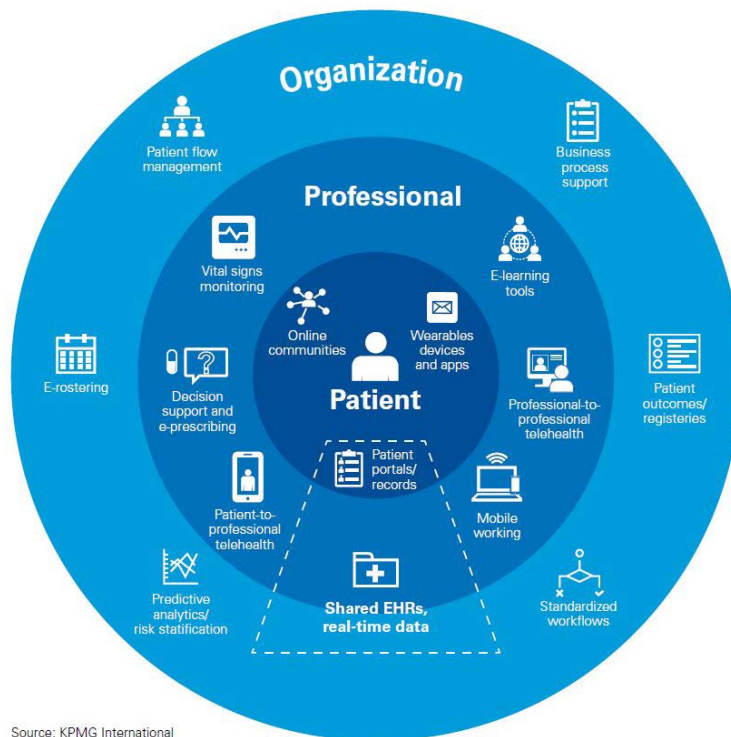 Organization
Patient flow
management
Business
process
support
Professional
Vital signs
monitoring
E-learning
tools
Online
communities
Wearables
devices
and apps
E-rostering
Decision
support and
e-prescribing
Patient
Professional-to-
professional
telehealth
Patient
outcomes/
registeries
Patient
portals/
records
Patient-to-
professional
telehealth
Mobile
working
Predictive
analytics/
risk statification
Shared EHRs,
real-time data
Standardized
workflows
Source: KPMG International